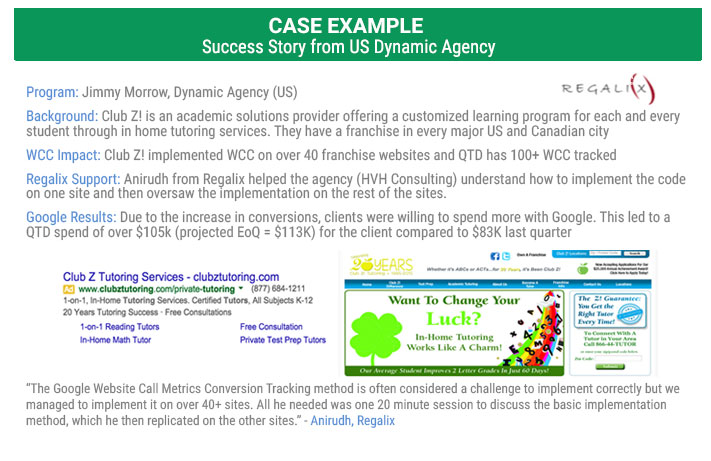 CASE EXAMPLE
Success Story from US Dynamic Agency
Program: Jimmy Morrow, Dynamic Agency (US)
REGALIX
Background: Club Z! is an academic solutions provider offering a customized learning program for each and every
student through in home tutoring services. They have a franchise in every major US and Canadian city
WCC Impact: Club Z! implemented WCC on over 40 franchise websites and QTD has 100+ WCC tracked
Regalix Support: Anirudh from Regalix helped the agency (HVH Consulting) understand how to implement the code
on one site and then oversaw the implementation on the rest of the sites.
Google Results: Due to the increase in conversions, clients were willing to spend more with Google. This led to a
QTD spend of over $105k (projected EoQ = $113K) for the client compared to $83K last quarter
Club Z Tutoring Services - clubztutoring.com
Ad www.clubztutoring.com/private-tutoring (877) 684-1211
1-on-1, In-Home Tutoring Services. Certified Tutors, All Subjects K-12
20 Years Tutoring Success · Free Consultations
1-on-1 Reading Tutors Free Consultation
In-Home Math Tutor Private Test Prep Tutors
20 YEARS
Own A Franchise
Whether it's ABCs or ACTs...for 20 Years it's Been Club Z!
Want To Change Your
Luck?
In-Home Tutoring
Works Like A Charm!
Our Average Student Improves 2 Letter Grades In Just 60 Days!
The Z! Guarantee:
You Get the
Right Tutor
Every Time!
To Connect With A
Tutor in Your Area
Call 866-44-TUTOR
“The Google Website Call Metrics Conversion Tracking method is often considered a challenge to implement correctly but we
managed to implement it on over 40+ sites. All he needed was one 20 minute session to discuss the basic implementation
method, which he then replicated on the other sites.” - Anirudh, Regalix